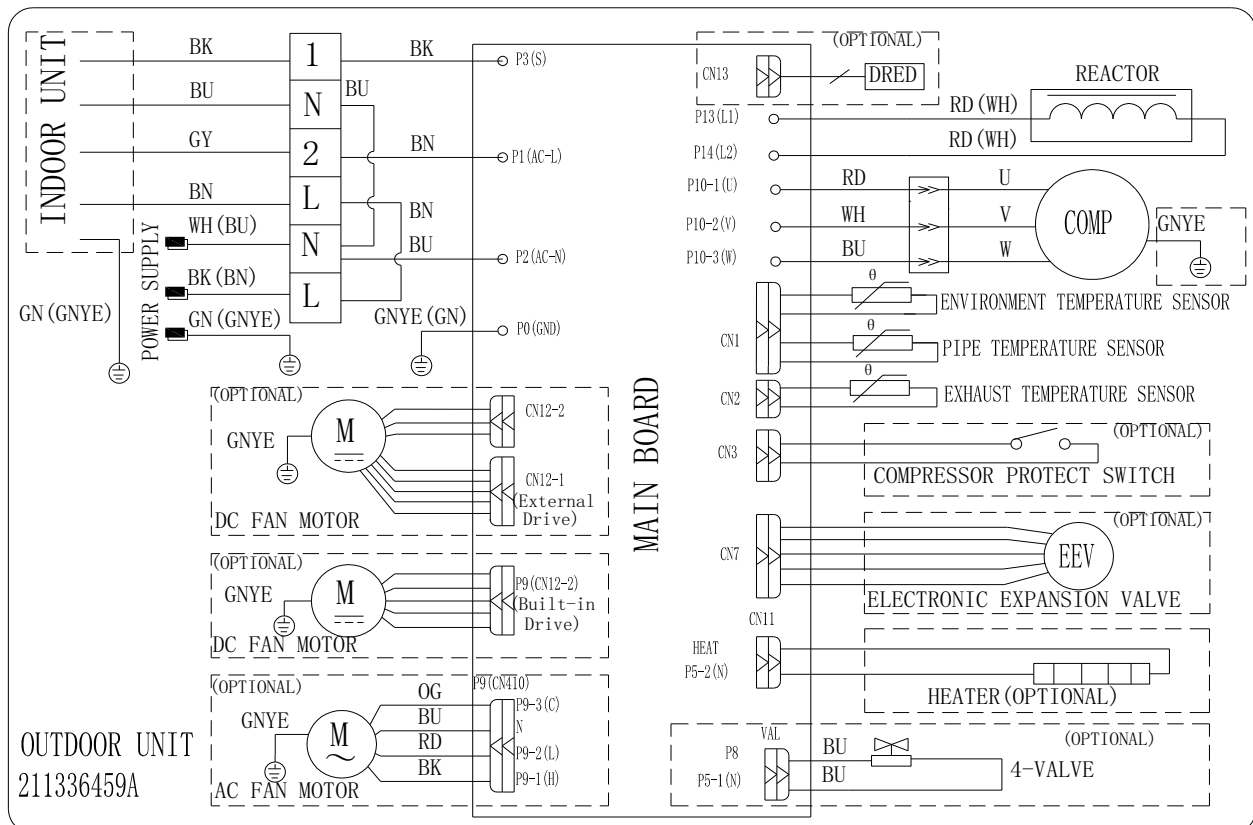 INDOOR UNIT
BK
BU
GY
BN
WH(BU)
POWER SUPPLY
BK(BN)
GN(GNYE)
GN(GNYE)
1
N
2
L
N
L
BU
BN
BK
BN
BU
GNYE(GN)
P3(S)
P1(AC-L)
P2(AC-N)
P0(GND)
MAIN BOARD
(OPTIONAL)
CN13
DRED
REACTOR
P13(L1)
RD(WH)
P14(L2)
RD(WH)
P10-1(U)
RD
U
P10-2(V)
WH
V
P10-3(W)
BU
W
COMP
GNYE
CN1
θ
ENVIRONMENT TEMPERATURE SENSOR
θ
PIPE TEMPERATURE SENSOR
CN2
θ
EXHAUST TEMPERATURE SENSOR
CN3
(OPTIONAL)
COMPRESSOR PROTECT SWITCH
CN7
(OPTIONAL)
EEV
ELECTRONIC EXPANSION VALVE
CN11
HEAT
P5-2(N)
HEATER(OPTIONAL)
VAL
P8
P5-1(N)
BU
BU
(OPTIONAL)
4-VALVE
(OPTIONAL)
GNYE
M
CN12-2
CN12-1
(External
Drive)
DC FAN MOTOR
(OPTIONAL)
GNYE
M
P9(CN12-2)
(Built-in
Drive)
DC FAN MOTOR
(OPTIONAL)
GNYE
M
OG
BU
RD
BK
P9(CN410)
P9-3(C)
N
P9-2(L)
P9-1(H)
AC FAN MOTOR
OUTDOOR UNIT
211336459A